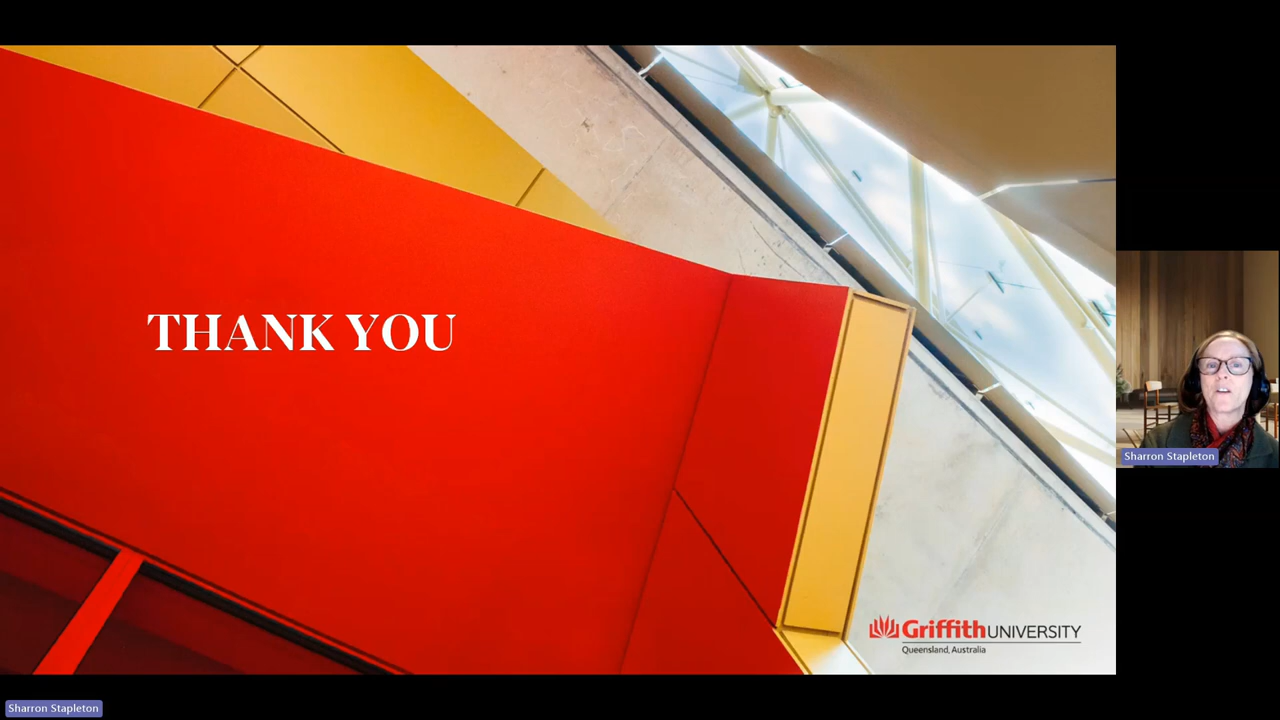 THANK YOU
Griffith UNIVERSITY
Queensland, Australia
Sharron Stapleton
Sharron Stapleton